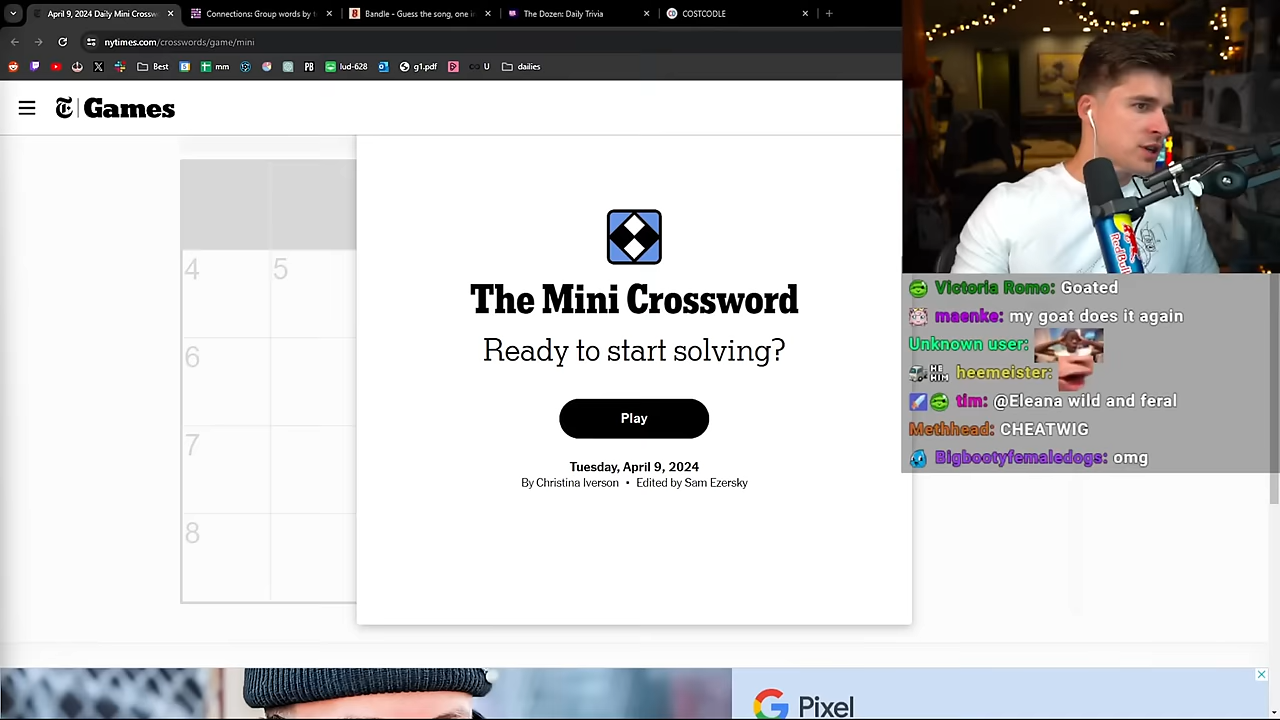 April 9, 2024 Daily Mini Crossw
Connections: Group words by t
Bandle - Guess the song, one i
The Dozen: Daily Trivia
COSTCODLE
nytimes.com/crosswords/game/mini
Best
mm
lud-628
g1.pdf
U
dailies
Games
4 5
6
7
8
The Mini Crossword
Ready to start solving?
Play
Tuesday, April 9, 2024
By Christina Iverson • Edited by Sam Ezersky
Red Bull
Victoria Romo: Goated
maenke: my goat does it again
Unknown user:
HE HIM heemeister:
tim: @Eleana wild and feral
Methhead: CHEATWIG
Bigbootyfemaledogs: omg
Pixel